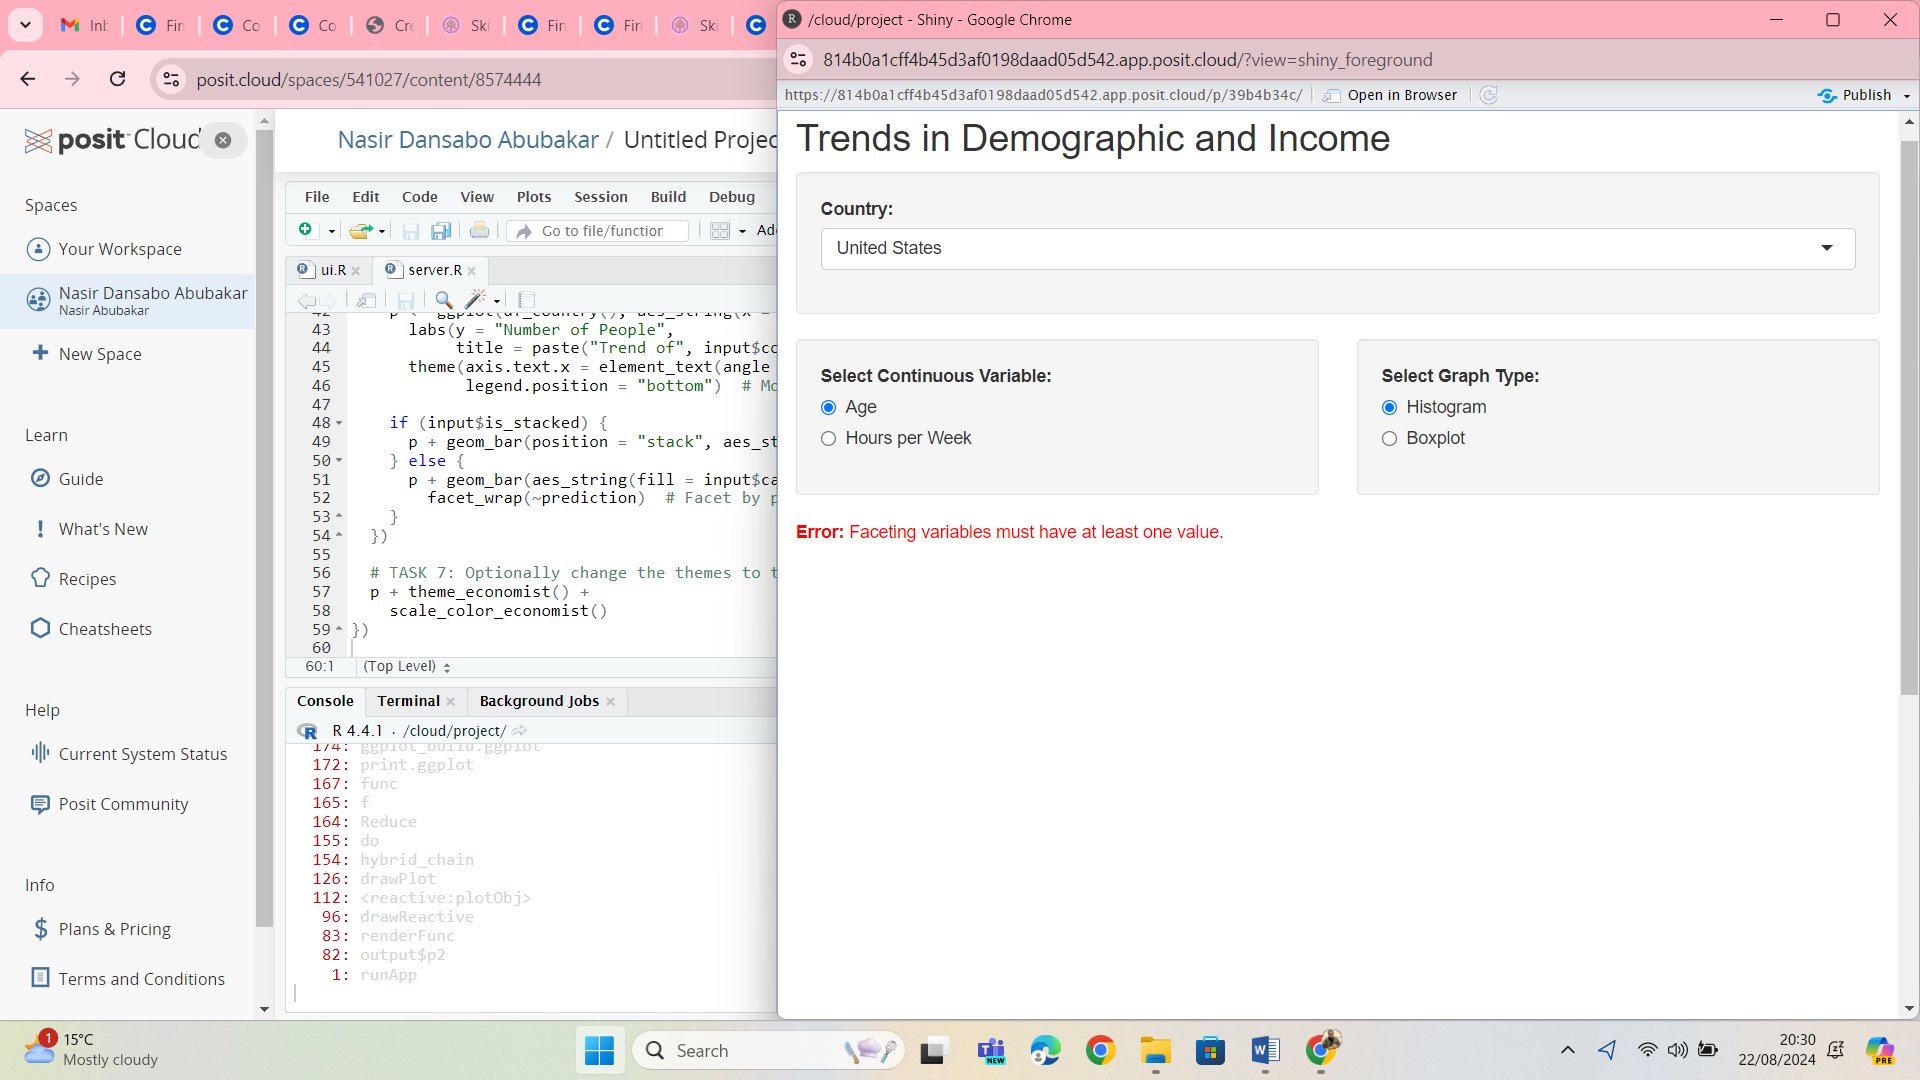 Inb
Fin
Co
Co
Cre
Ski
Fin
Fin
Ski
posit.cloud/spaces/541027/content/8574444
posit Cloud
Spaces
Your Workspace
Nasir Dansabo Abubakar
Nasir Abubakar
New Space
Learn
Guide
What's New
Recipes
Cheatsheets
Help
Current System Status
Posit Community
Info
Plans & Pricing
Terms and Conditions
Nasir Dansabo Abubakar / Untitled Projec
File Edit Code View Plots Session Build Debug
Go to file/function
ui.R
server.R
43 labs(y = "Number of People",
44 title = paste("Trend of", input$co
45 theme(axis.text.x = element_text(angle
46 legend.position = "bottom")  # Mo
47
48 if (input$is_stacked) {
49 p + geom_bar(position = "stack", aes_st
50 } else {
51 p + geom_bar(aes_string(fill = input$ca
52 facet_wrap(~prediction)  # Facet by p
53 }
54 })
55
56 # TASK 7: Optionally change the themes to t
57 p + theme_economist() +
58 scale_color_economist()
59 })
60
60:1 (Top Level)
Console Terminal Background Jobs
R 4.4.1 · /cloud/project/
174: ggplot_build.ggplot
172: print.ggplot
167: func
165: f
164: Reduce
155: do
154: hybrid_chain
126: drawPlot
112: <reactive:plotObj>
96: drawReactive
83: renderFunc
82: output$p2
1: runApp
/cloud/project - Shiny - Google Chrome
814b0a1cff4b45d3af0198daad05d542.app.posit.cloud/?view=shiny_foreground
https://814b0a1cff4b45d3af0198daad05d542.app.posit.cloud/p/39b4b34c/
Open in Browser
Publish
Trends in Demographic and Income
Country:
United States
Select Continuous Variable:
Age
Hours per Week
Select Graph Type:
Histogram
Boxplot
Error: Faceting variables must have at least one value.
1
15°C
Mostly cloudy
Search
NEW
20:30
22/08/2024
PRE